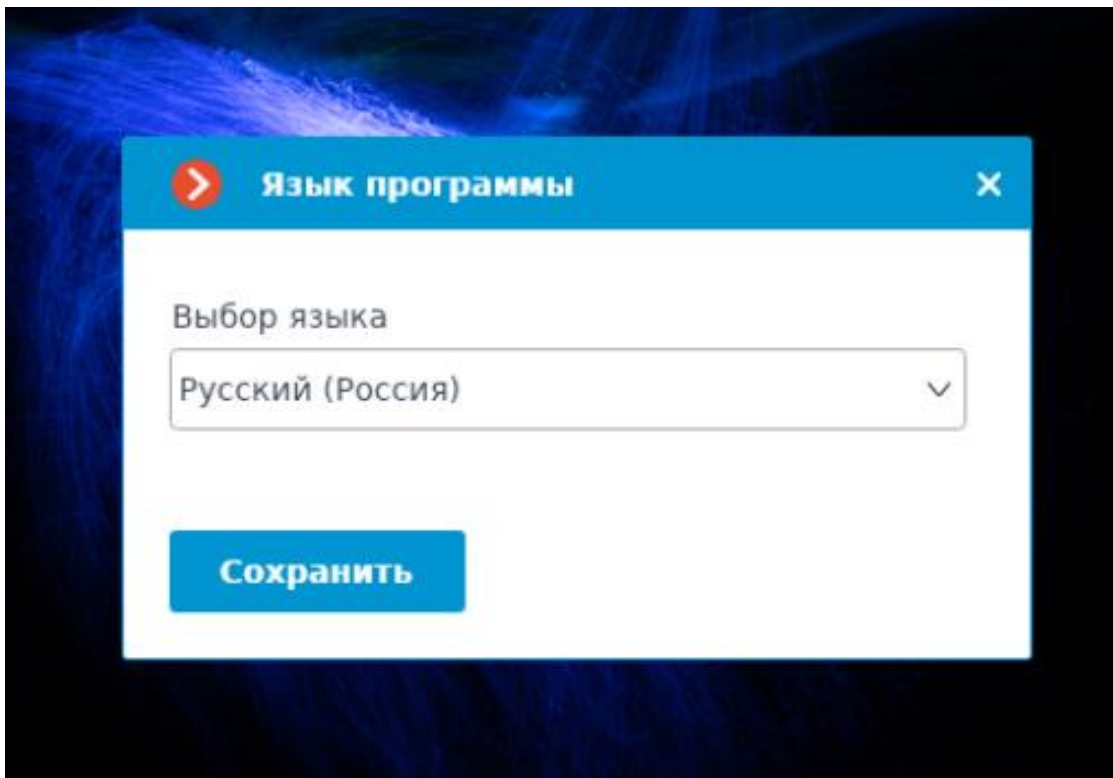 Язык программы
Выбор языка
Русский (Россия)
Сохранить